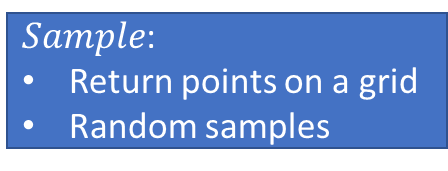 Sample:
• Return points on a grid
• Random samples